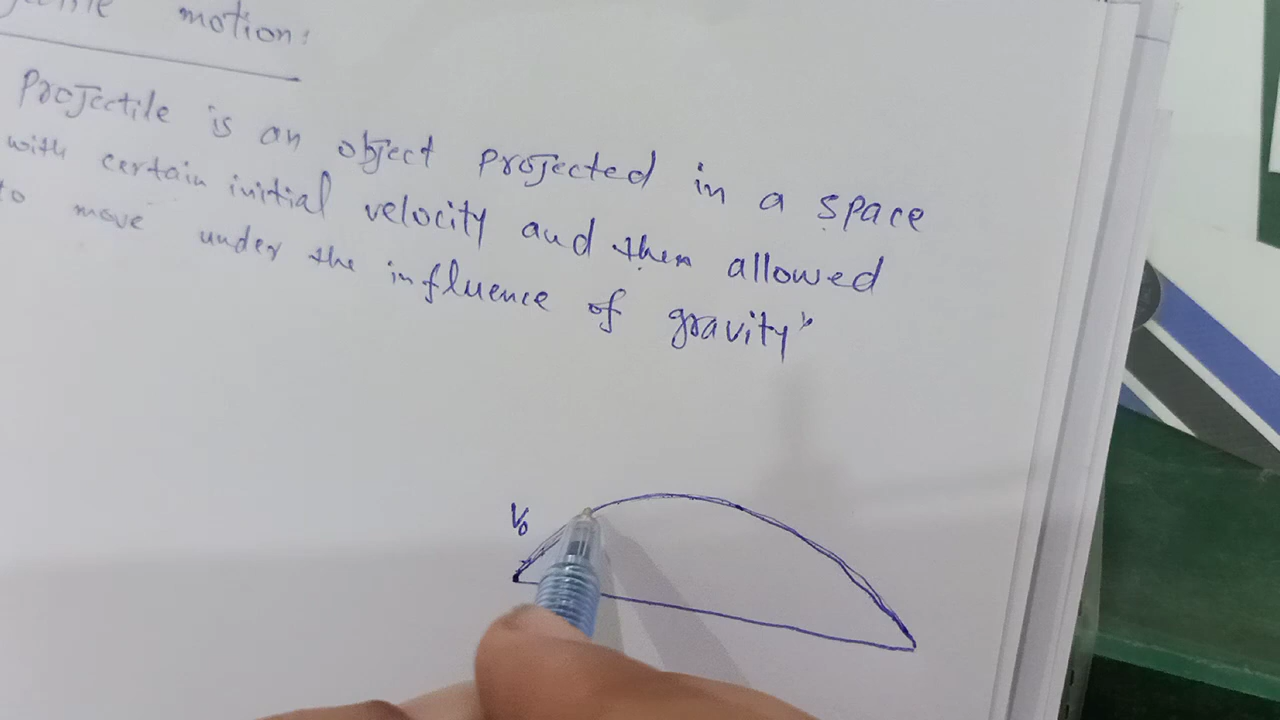 motion:
Projectile is an object projected in a space
with certain initial velocity and then allowed
to move under the influence of gravity"
V₀